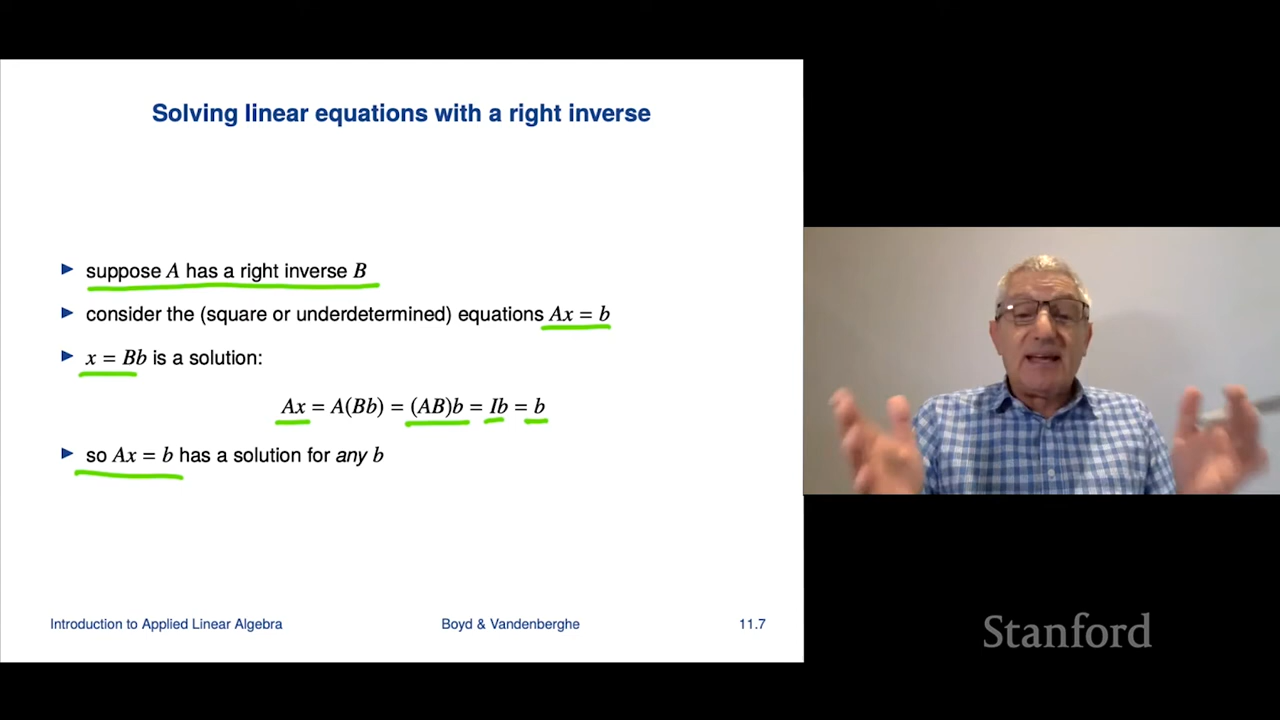 Solving linear equations with a right inverse
▶ suppose A has a right inverse B
▶ consider the (square or underdetermined) equations Ax = b
▶ x = Bb is a solution:
Ax = A(Bb) = (AB)b = Ib = b
▶ so Ax = b has a solution for any b
Introduction to Applied Linear Algebra Boyd & Vandenberghe 11.7
Stanford